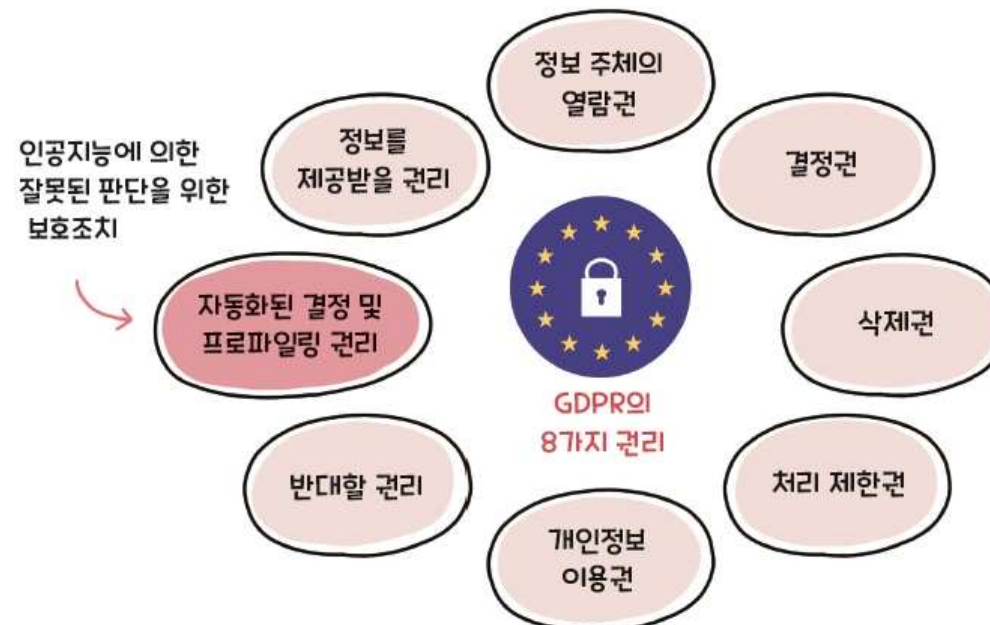 정보 주체의
열람권
정보를
제공받을 권리
결정권
인공지능에 의한
잘못된 판단을 위한
보호조치
자동화된 결정 및
프로파일링 권리
삭제권
GDPR의
8가지 권리
반대할 권리
처리 제한권
개인정보
이용권